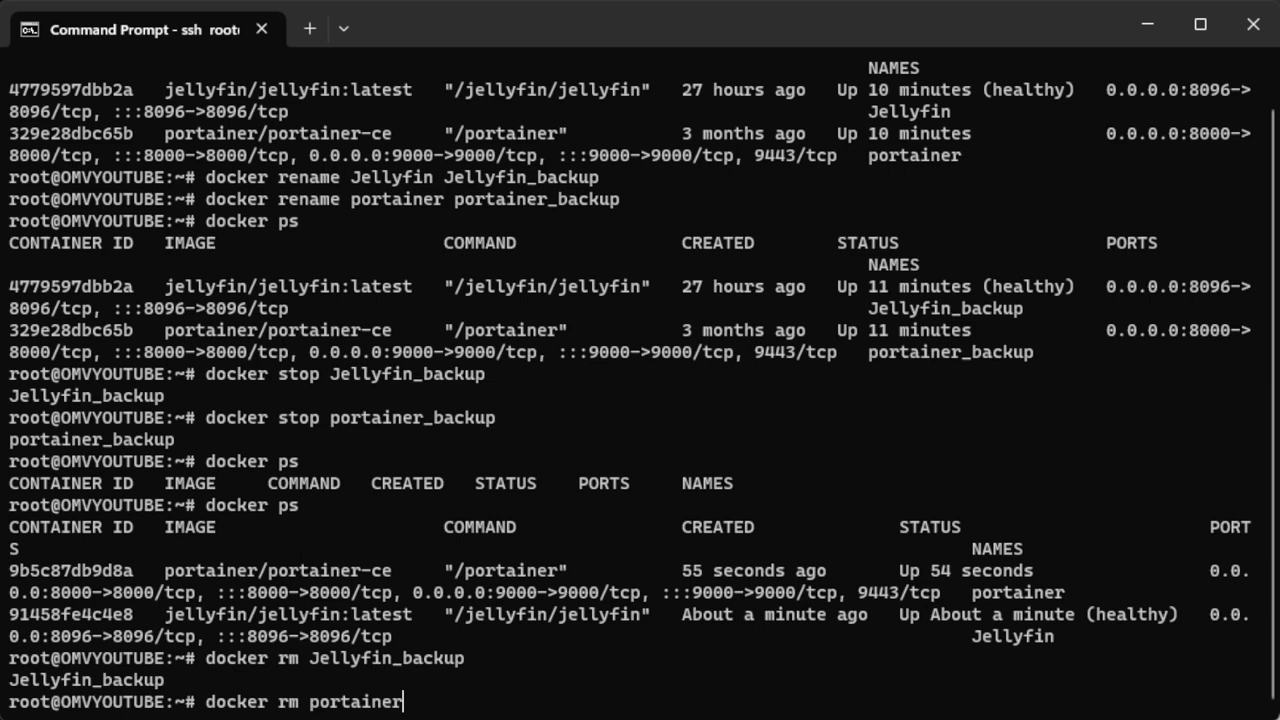 Command Prompt - ssh root
NAMES
4779597dbb2a jellyfin/jellyfin:latest "/jellyfin/jellyfin" 27 hours ago Up 10 minutes (healthy) 0.0.0.0:8096->
8096/tcp, :::8096->8096/tcp Jellyfin
329e28dbc65b portainer/portainer-ce "/portainer" 3 months ago Up 10 minutes 0.0.0.0:8000->
8000/tcp, :::8000->8000/tcp, 0.0.0.0:9000->9000/tcp, :::9000->9000/tcp, 9443/tcp portainer
root@OMVYOUTUBE:~# docker rename Jellyfin Jellyfin_backup
root@OMVYOUTUBE:~# docker rename portainer portainer_backup
root@OMVYOUTUBE:~# docker ps
CONTAINER ID IMAGE COMMAND CREATED STATUS PORTS
NAMES
4779597dbb2a jellyfin/jellyfin:latest "/jellyfin/jellyfin" 27 hours ago Up 11 minutes (healthy) 0.0.0.0:8096->
8096/tcp, :::8096->8096/tcp Jellyfin_backup
329e28dbc65b portainer/portainer-ce "/portainer" 3 months ago Up 11 minutes 0.0.0.0:8000->
8000/tcp, :::8000->8000/tcp, 0.0.0.0:9000->9000/tcp, :::9000->9000/tcp, 9443/tcp portainer_backup
root@OMVYOUTUBE:~# docker stop Jellyfin_backup
Jellyfin_backup
root@OMVYOUTUBE:~# docker stop portainer_backup
portainer_backup
root@OMVYOUTUBE:~# docker ps
CONTAINER ID IMAGE COMMAND CREATED STATUS PORTS NAMES
root@OMVYOUTUBE:~# docker ps
CONTAINER ID IMAGE COMMAND CREATED STATUS PORT
S NAMES
9b5c87db9d8a portainer/portainer-ce "/portainer" 55 seconds ago Up 54 seconds 0.0.
0.0:8000->8000/tcp, :::8000->8000/tcp, 0.0.0.0:9000->9000/tcp, :::9000->9000/tcp, 9443/tcp portainer
91458fe4c4e8 jellyfin/jellyfin:latest "/jellyfin/jellyfin" About a minute ago Up About a minute (healthy) 0.0.
0.0:8096->8096/tcp, :::8096->8096/tcp Jellyfin
root@OMVYOUTUBE:~# docker rm Jellyfin_backup
Jellyfin_backup
root@OMVYOUTUBE:~# docker rm portainer